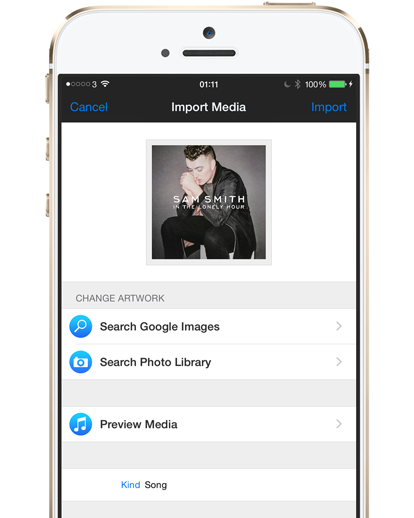 3 01:11 100%
Cancel Import Media Import
SAM SMITH
IN THE LONELY HOUR
CHANGE ARTWORK
Search Google Images
Search Photo Library
Preview Media
Kind Song